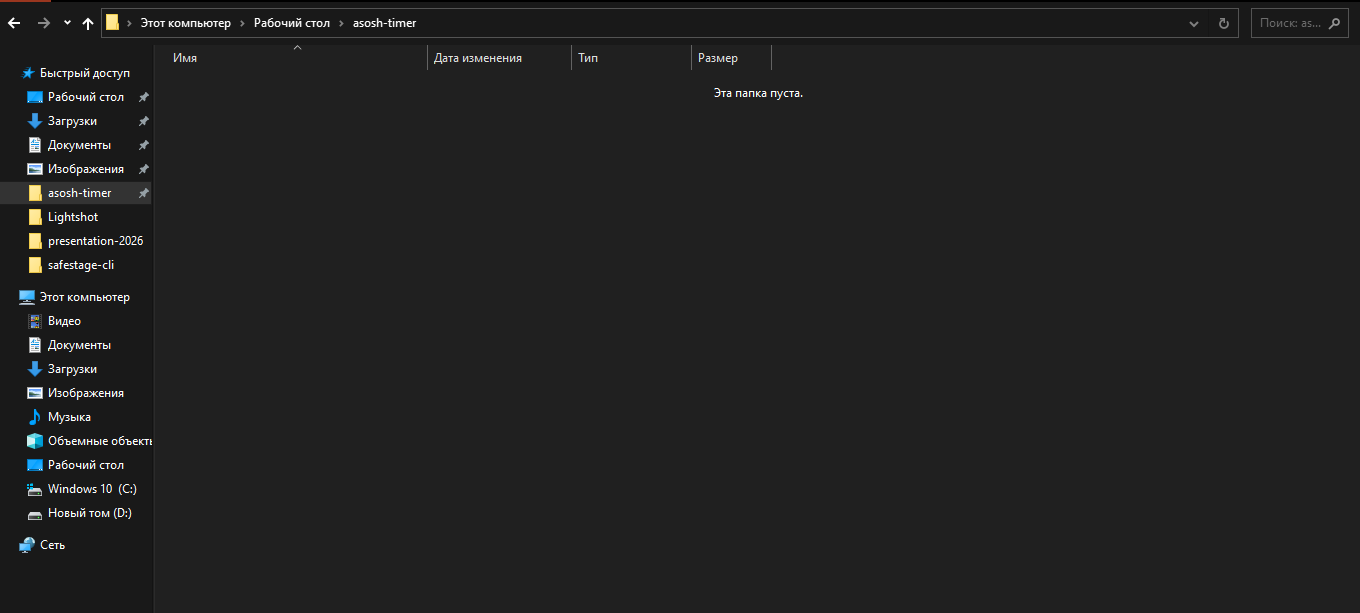 Этот компьютер > Рабочий стол > asosh-timer
Поиск: as...
Имя Дата изменения Тип Размер
Эта папка пуста.
Быстрый доступ
Рабочий стол
Загрузки
Документы
Изображения
asosh-timer
Lightshot
presentation-2026
safestage-cli
Этот компьютер
Видео
Документы
Загрузки
Изображения
Музыка
Объемные объекть
Рабочий стол
Windows 10 (C:)
Новый том (D:)
Сеть